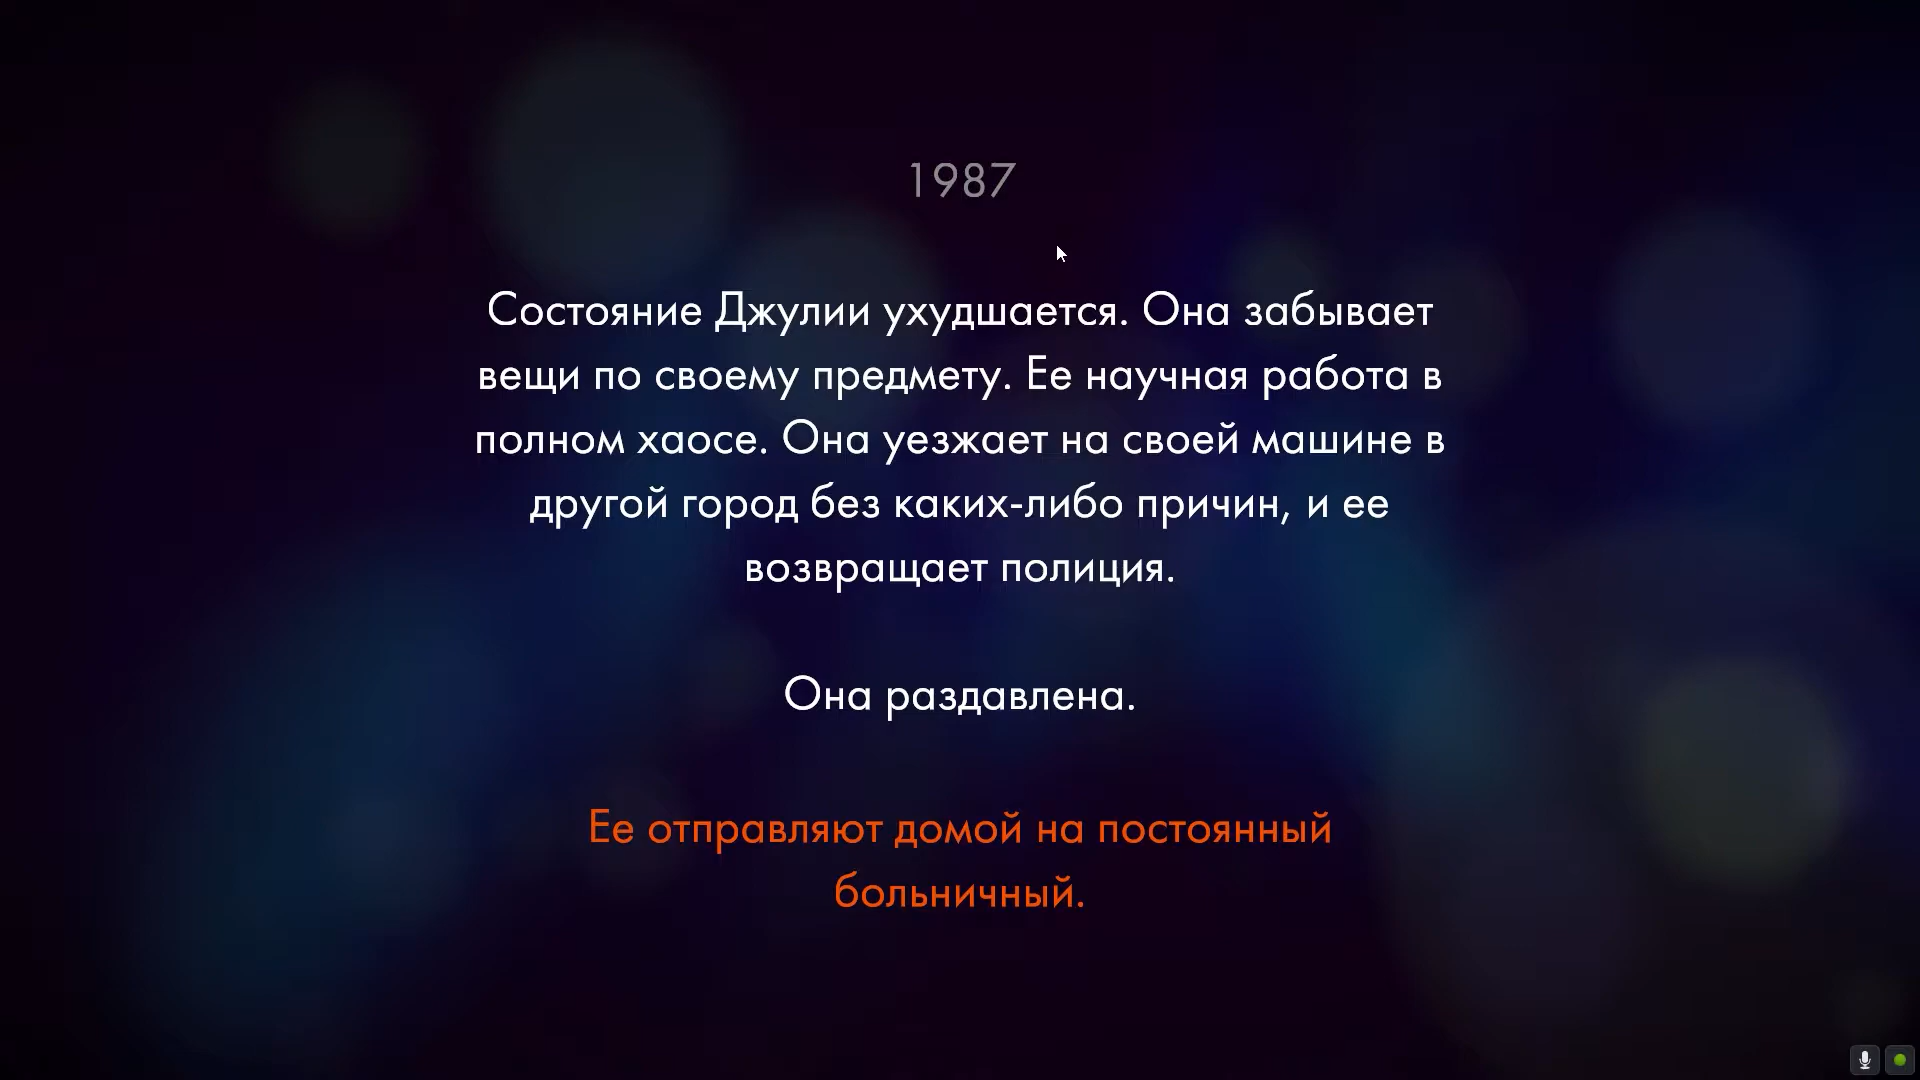 1987
Состояние Джулии ухудшается. Она забывает
вещи по своему предмету. Ее научная работа в
полном хаосе. Она уезжает на своей машине в
другой город без каких-либо причин, и ее
возвращает полиция.
Она раздавлена.
Ее отправляют домой на постоянный
больничный.